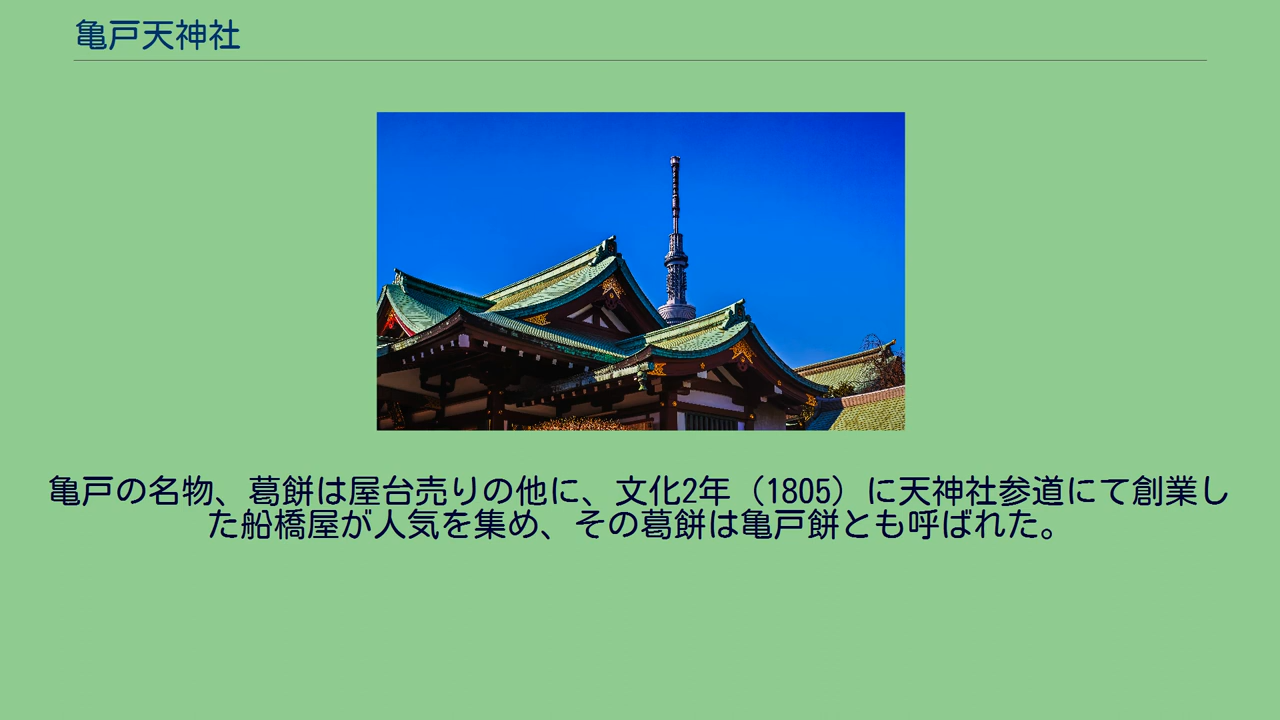 亀戸天神社
亀戸の名物、葛餅は屋台売りの他に、文化2年（1805）に天神社参道にて創業し
た船橋屋が人気を集め、その葛餅は亀戸餅とも呼ばれた。